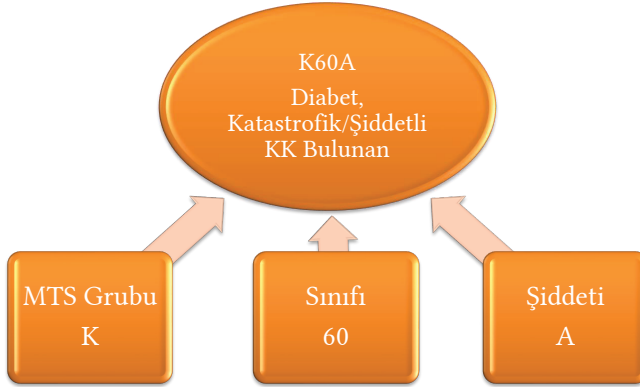 K60A
Diabet,
Katastrofik/Şiddetli
KK Bulunan
MTS Grubu
K
Sınıfı
60
Şiddeti
A